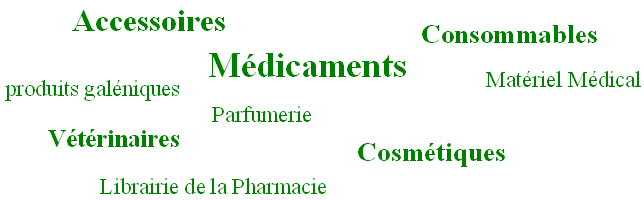 Accessoires
Consommables
Médicaments
Matériel Médical
produits galéniques
Parfumerie
Vétérinaires
Cosmétiques
Librairie de la Pharmacie